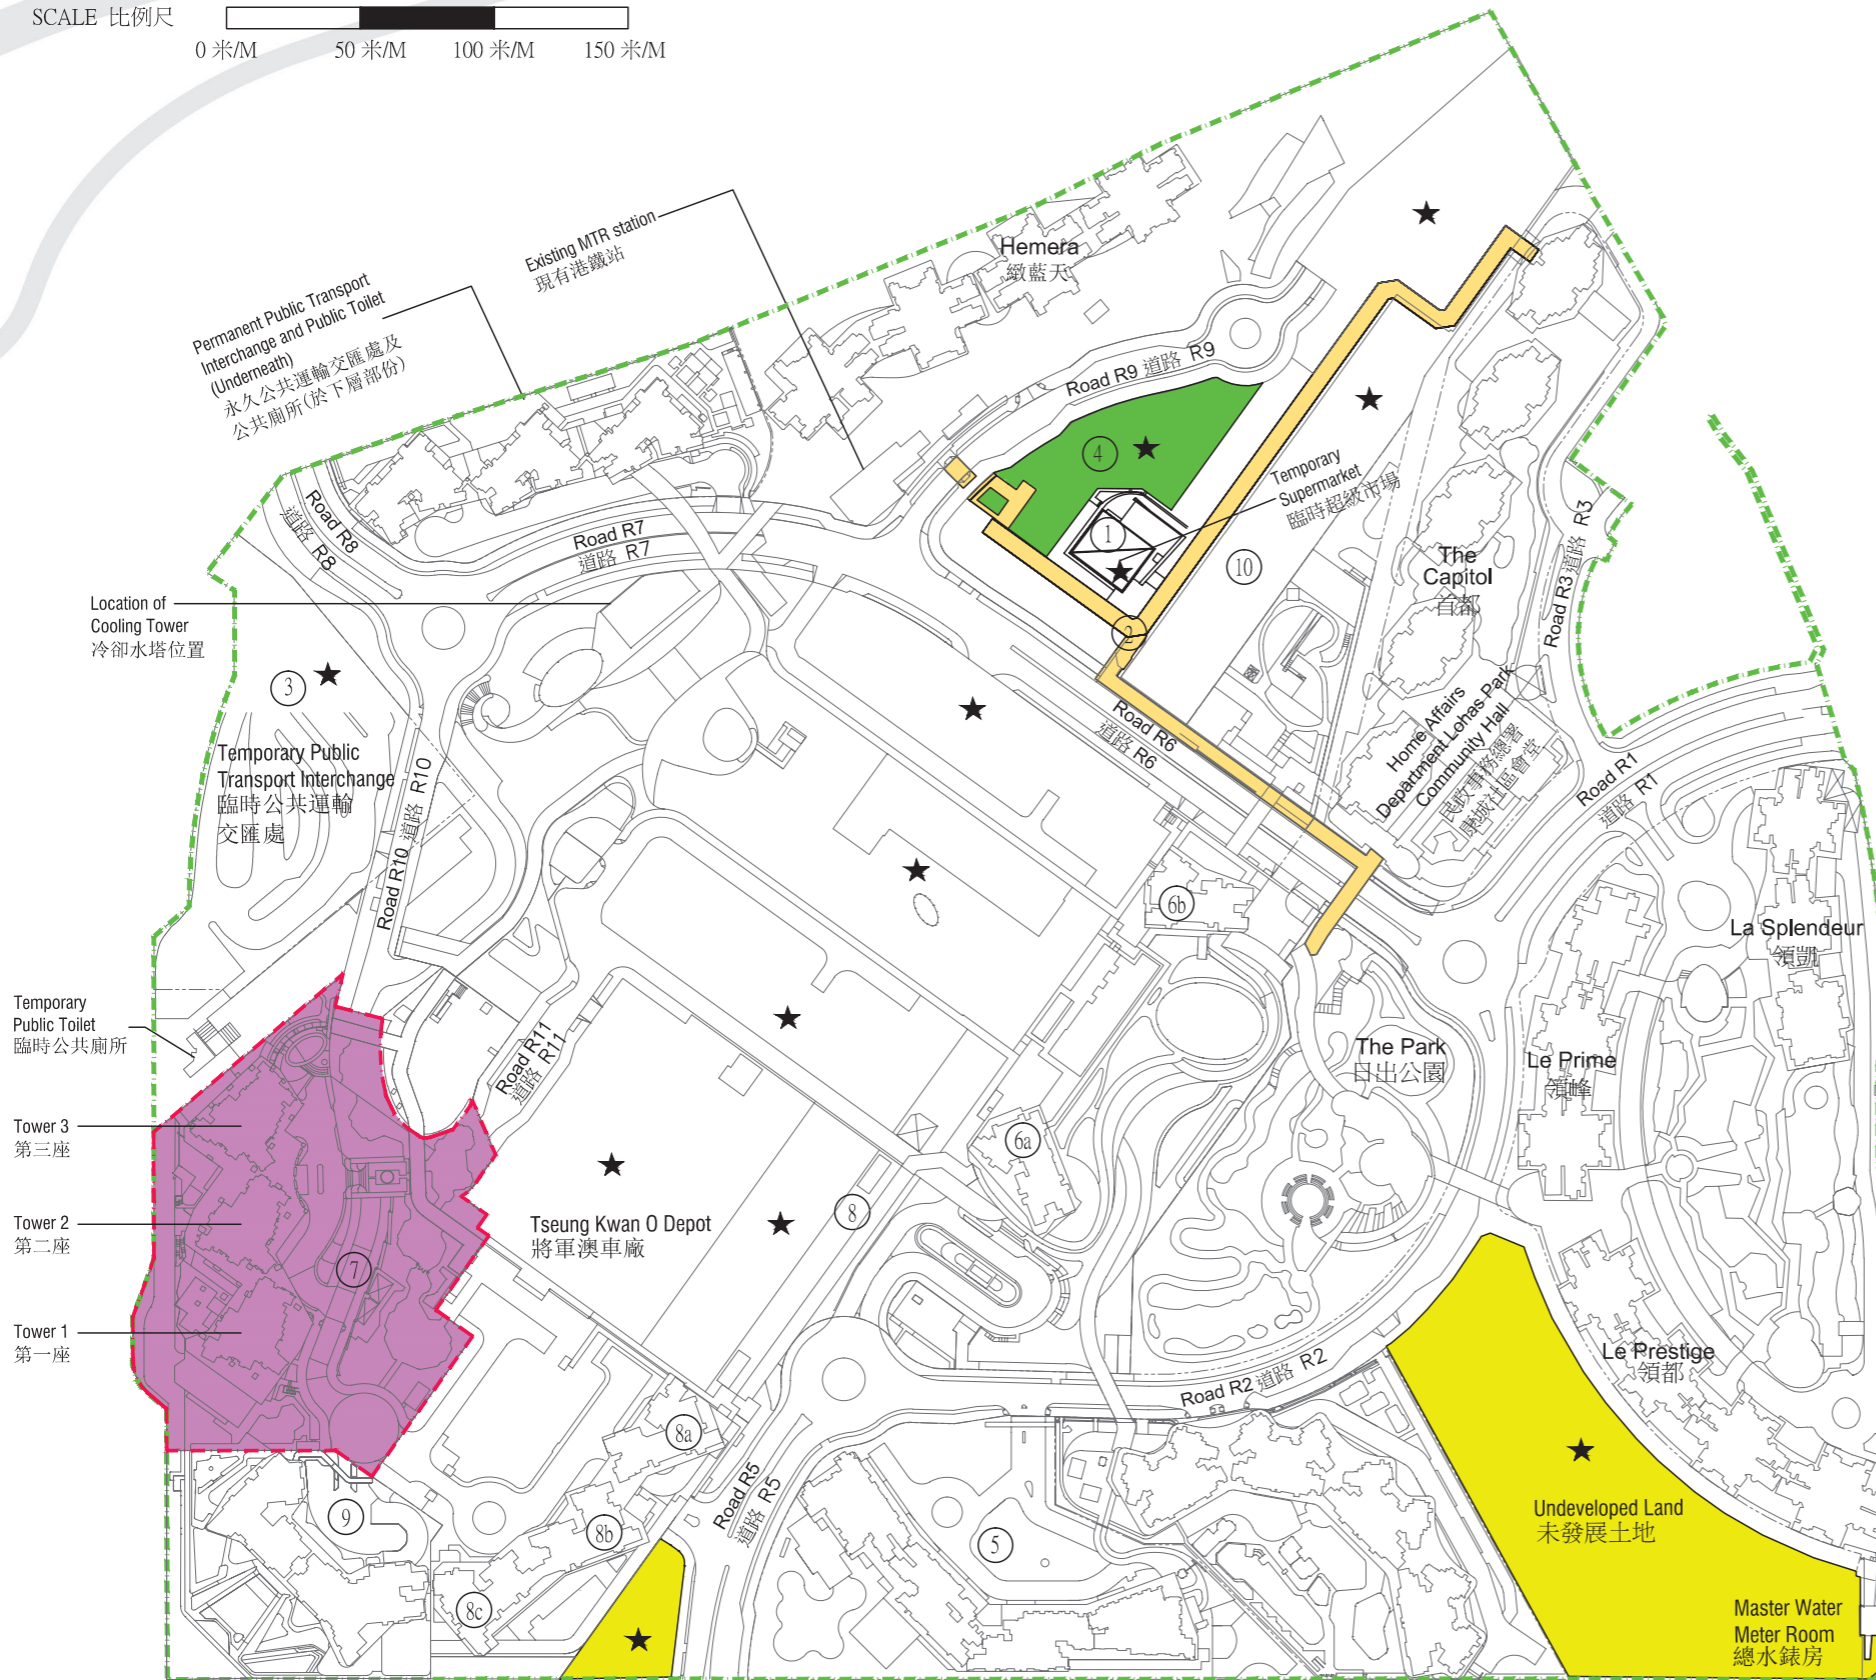 SCALE 比例尺
0 米/M
50 米/M
100 米/M
150 米/M
Permanent Public Transport
Interchange and Public Toilet
(Underneath)
永久公共運輸交匯處及
公共廁所(於下層部份)
Existing MTR station
現有港鐵站
Hemera
緻藍天
Road R9 道路 R9
Road R8
道路 R8
Road R7
道路 R7
4
Temporary
Supermarket
臨時超級市場
1
10
2
The
Capitol
首都
Road R3 道路 R3
Location of
Cooling Tower
冷卻水塔位置
3
Temporary Public
Transport Interchange
臨時公共運輸
交匯處
Road R10 道路 R10
Road R6
道路 R6
Home Affairs
Department Lohas Park
Community Hall
民政事務總署
康城社區會堂
Road R1
道路 R1
6b
La Splendeur
領凱
Temporary
Public Toilet
臨時公共廁所
Road R11
道路 R11
The Park
日出公園
Le Prime
領峰
Tower 3
第三座
6a
Tower 2
第二座
Tseung Kwan O Depot
將軍澳車廠
8
7
Tower 1
第一座
Le Prestige
領都
Road R2 道路 R2
8a
Road R5
道路 R5
9
8b
5
Undeveloped Land
未發展土地
8c
Master Water
Meter Room
總水錶房